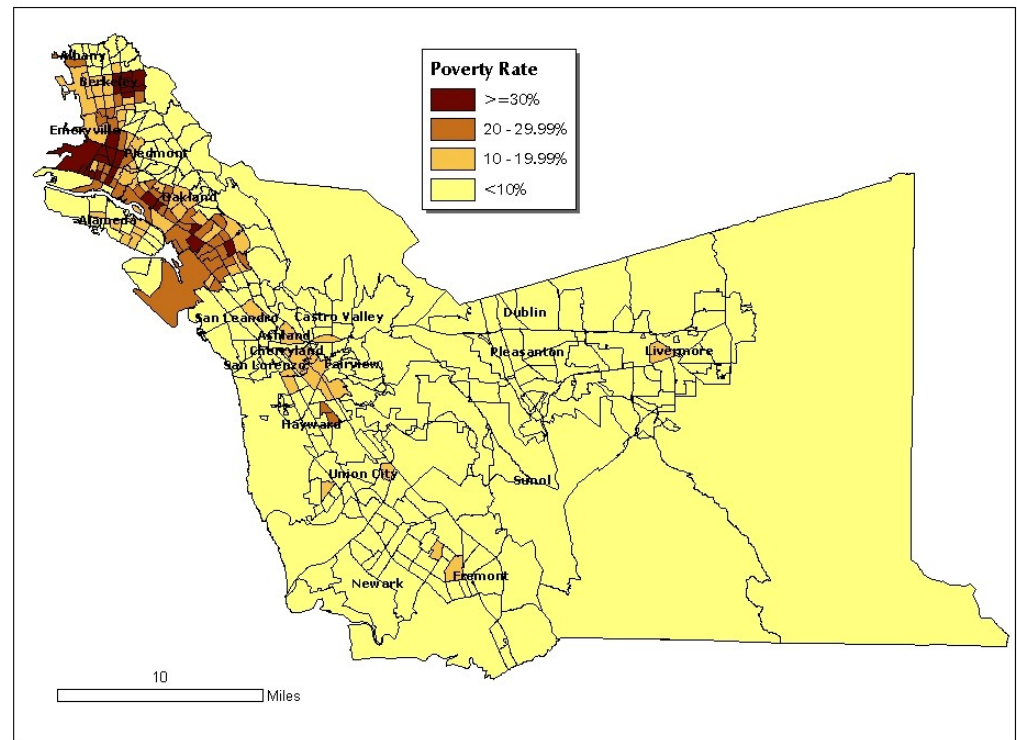 Poverty Rate
>=30%
20 - 29.99%
10 - 19.99%
<10%
Albany
Berkeley
Emeryville
Piedmont
Oakland
Alameda
San Leandro
Castro Valley
Dublin
Ashland
Cherryland
Pleasanton
Livermore
San Lorenzo
Fairview
Hayward
Union City
Sunol
Newark
Fremont
10
Miles